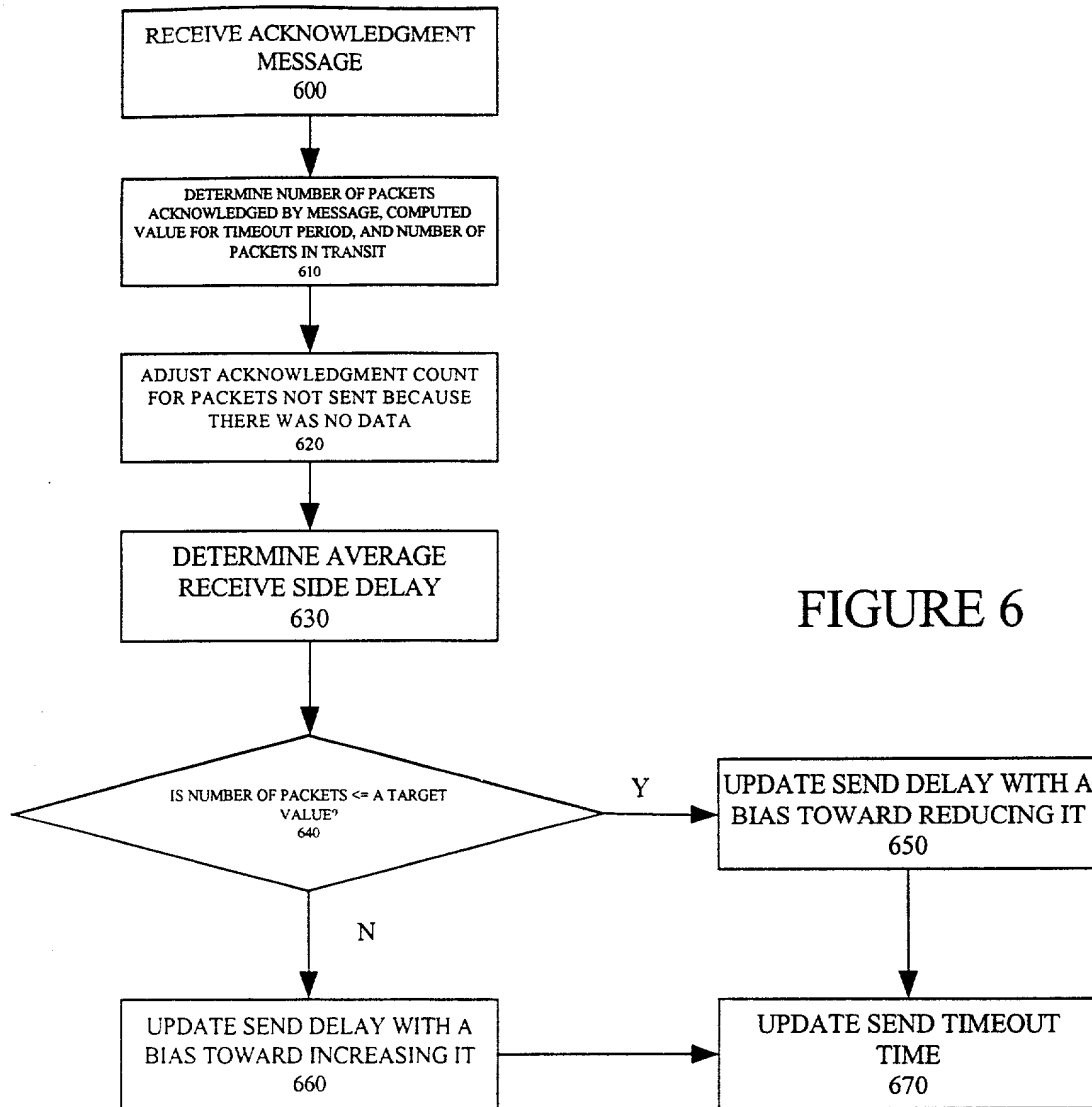 RECEIVE ACKNOWLEDGMENT
MESSAGE
600
DETERMINE NUMBER OF PACKETS
ACKNOWLEDGED BY MESSAGE, COMPUTED
VALUE FOR TIMEOUT PERIOD, AND NUMBER OF
PACKETS IN TRANSIT
610
ADJUST ACKNOWLEDGMENT COUNT
FOR PACKETS NOT SENT BECAUSE
THERE WAS NO DATA
620
DETERMINE AVERAGE
RECEIVE SIDE DELAY
630
FIGURE 6
IS NUMBER OF PACKETS <= A TARGET
VALUE?
640
Y
UPDATE SEND DELAY WITH A
BIAS TOWARD REDUCING IT
650
N
UPDATE SEND DELAY WITH A
BIAS TOWARD INCREASING IT
660
UPDATE SEND TIMEOUT
TIME
670